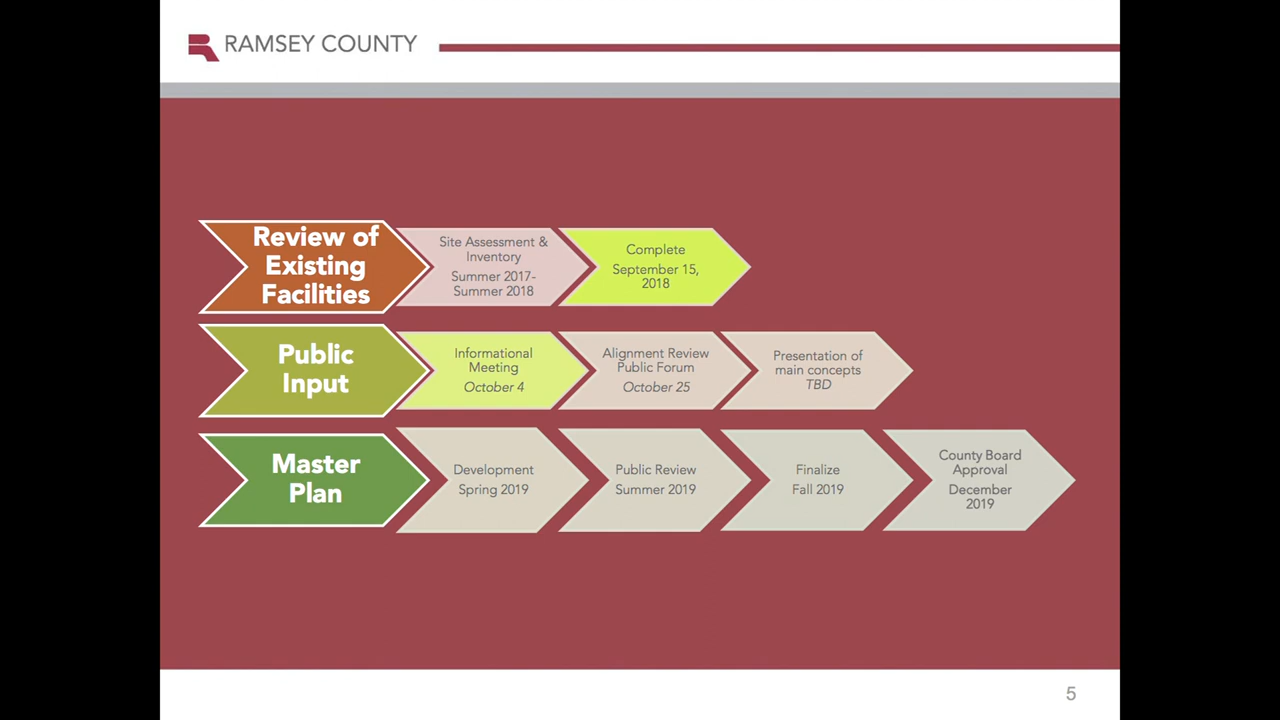 RAMSEY COUNTY
Review of
Existing
Facilities
Site Assessment &
Inventory
Summer 2017-
Summer 2018
Complete
September 15,
2018
Public
Input
Informational
Meeting
October 4
Alignment Review
Public Forum
October 25
Presentation of
main concepts
TBD
Master
Plan
Development
Spring 2019
Public Review
Summer 2019
Finalize
Fall 2019
County Board
Approval
December
2019
5